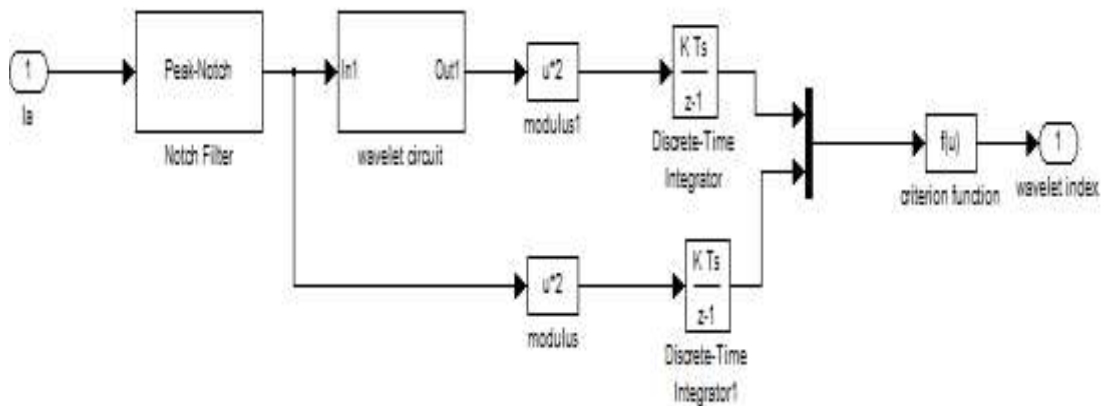 1
Ia
Peak-Notch
Notch Filter
In1
Out1
wavelet circuit
u^2
modulus1
K Ts
z-1
Discrete-Time
Integrator
u^2
modulus
K Ts
z-1
Discrete-Time
Integrator1
f(u)
criterion function
1
wavelet index